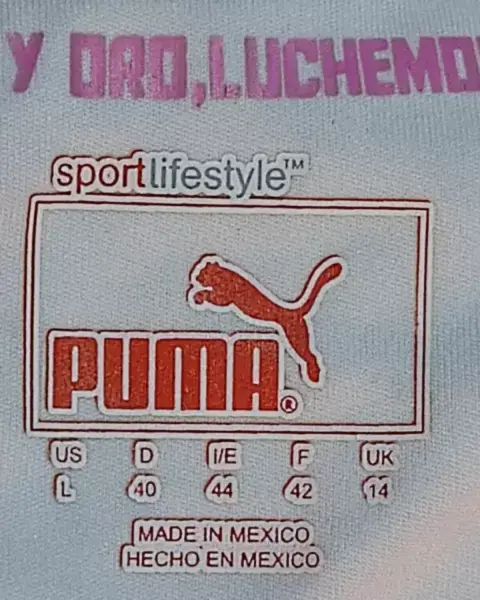 Y ORO,LUCHEMO
sportlifestyle™
PUMA®
US D I/E F UK
L 40 44 42 14
MADE IN MEXICO
HECHO EN MEXICO